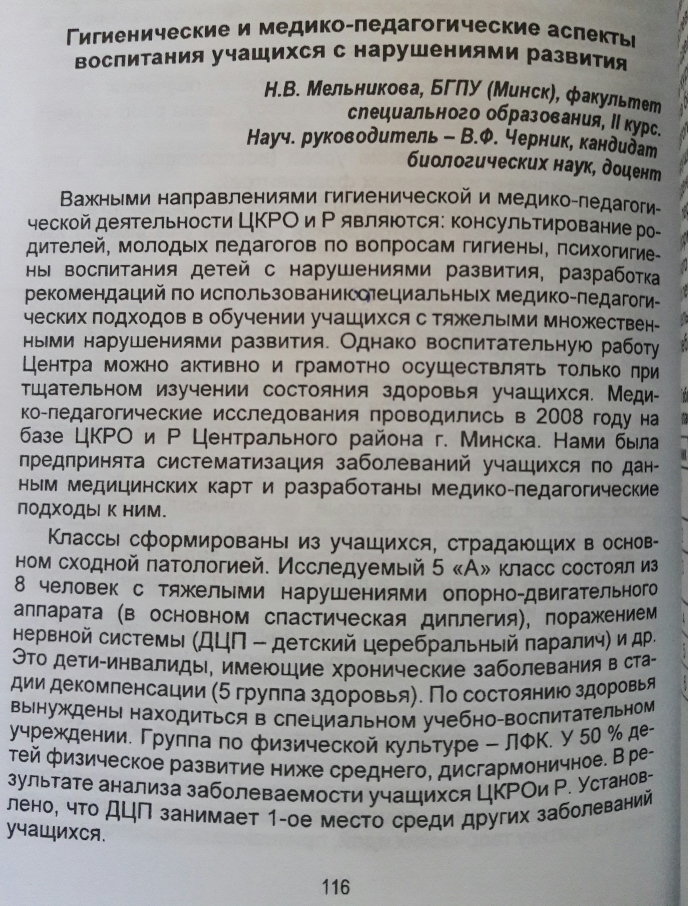 Гигиенические и медико-педагогические аспекты
воспитания учащихся с нарушениями развития
Н.В. Мельникова, БГПУ (Минск), факультет
специального образования, II курс.
Науч. руководитель – В.Ф. Черник, кандидат
биологических наук, доцент
Важными направлениями гигиенической и медико-педагоги-
ческой деятельности ЦКРО и Р являются: консультирование ро-
дителей, молодых педагогов по вопросам гигиены, психогигие-
ны воспитания детей с нарушениями развития, разработка
рекомендаций по использованию специальных медико-педагоги-
ческих подходов в обучении учащихся с тяжелыми множествен-
ными нарушениями развития. Однако воспитательную работу
Центра можно активно и грамотно осуществлять только при
тщательном изучении состояния здоровья учащихся. Меди-
ко-педагогические исследования проводились в 2008 году на
базе ЦКРО и Р Центрального района г. Минска. Нами была
предпринята систематизация заболеваний учащихся по дан-
ным медицинских карт и разработаны медико-педагогические
подходы к ним.
Классы сформированы из учащихся, страдающих в основ-
ном сходной патологией. Исследуемый 5 «А» класс состоял из
8 человек с тяжелыми нарушениями опорно-двигательного
аппарата (в основном спастическая диплегия), поражением
нервной системы (ДЦП – детский церебральный паралич) и др.
Это дети-инвалиды, имеющие хронические заболевания в ста-
дии декомпенсации (5 группа здоровья). По состоянию здоровья
вынуждены находиться в специальном учебно-воспитательном
учреждении. Группа по физической культуре – ЛФК. У 50 % де-
тей физическое развитие ниже среднего, дисгармоничное. В ре-
зультате анализа заболеваемости учащихся ЦКРОи Р. Установ-
лено, что ДЦП занимает 1-ое место среди других заболеваний
учащихся.
116